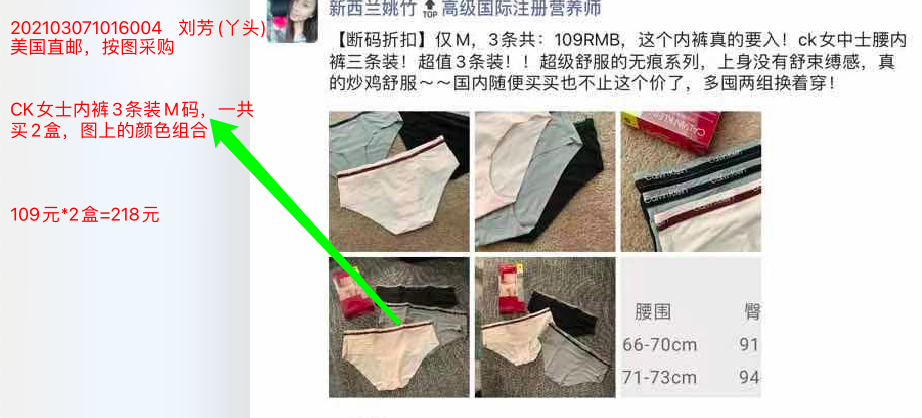 202103071016004 刘芳(丫头)
美国直邮，按图采购
CK女士内裤3条装M码，一共
买2盒，图上的颜色组合
109元*2盒=218元
新西兰姚竹 TOP 高级国际注册营养师
【断码折扣】仅M，3条共：109RMB，这个内裤真的要入！ck女中士腰内
裤三条装！超值3条装！！超级舒服的无痕系列，上身没有舒束缚感，真
的炒鸡舒服～～国内随便买买也不止这个价了，多囤两组换着穿！
CALVIN KLEIN
Calvin Klein
Calvin Klein
腰围 臀
66-70cm 91
71-73cm 94